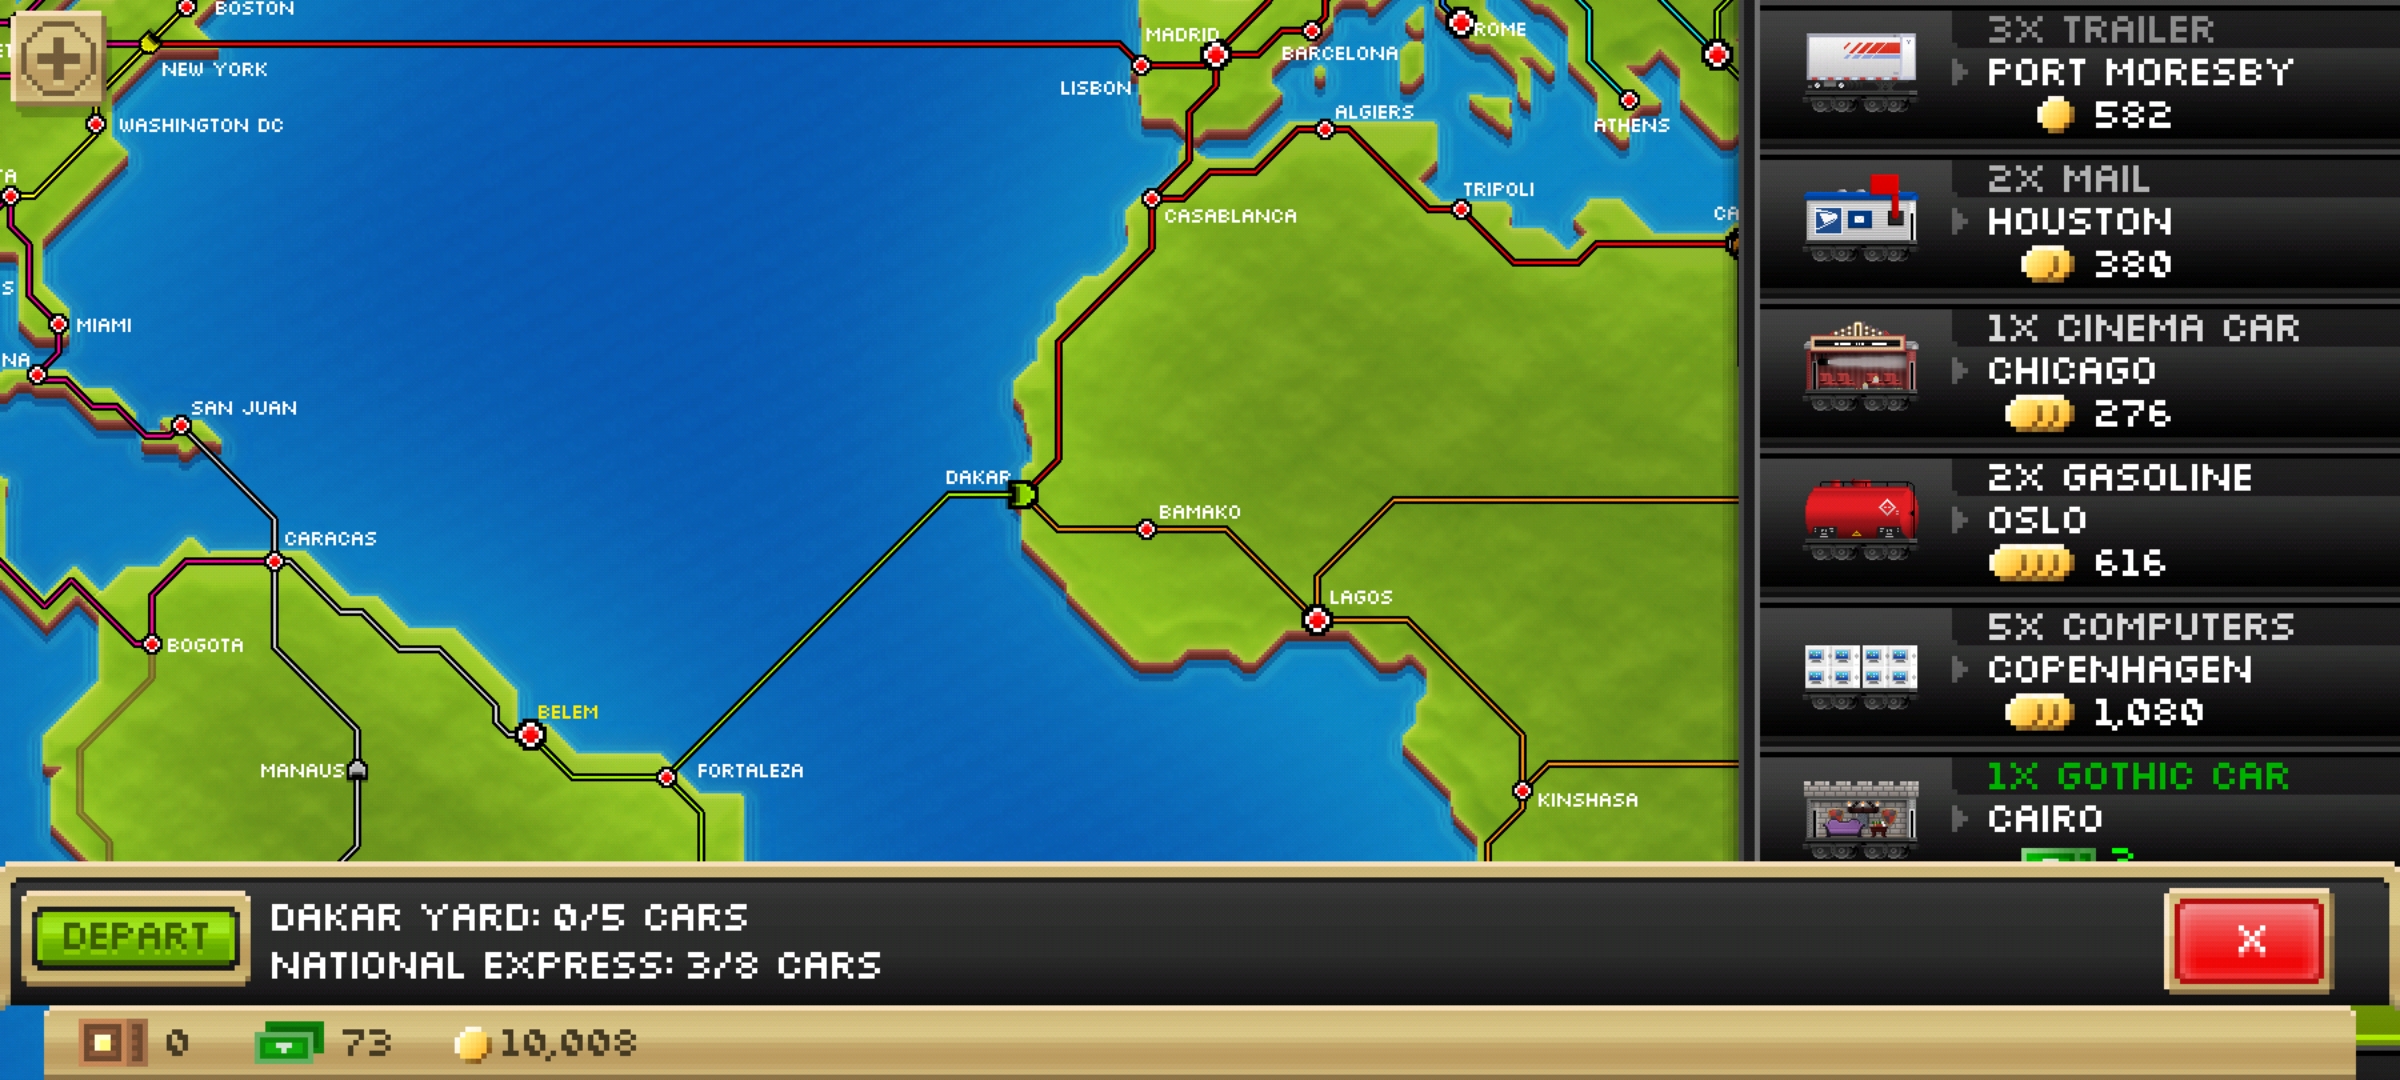 BOSTON
NEW YORK
WASHINGTON DC
MIAMI
SAN JUAN
CARACAS
BOGOTA
MANAUS
BELEM
FORTALEZA
MADRID
LISBON
BARCELONA
ROME
ATHENS
ALGIERS
TRIPOLI
CASABLANCA
DAKAR
BAMAKO
LAGOS
KINSHASA
3X TRAILER
PORT MORESBY
582
2X MAIL
HOUSTON
380
1X CINEMA CAR
CHICAGO
276
2X GASOLINE
OSLO
616
5X COMPUTERS
COPENHAGEN
1,080
1X GOTHIC CAR
CAIRO
DEPART
DAKAR YARD: 0/5 CARS
NATIONAL EXPRESS: 3/8 CARS
X
0
73
10,008